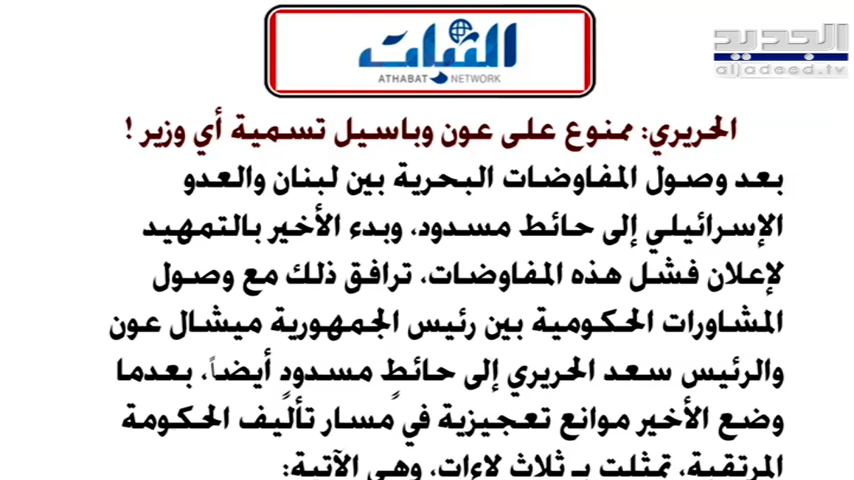 الثبات
ATHABAT NETWORK
الجديد
aljadeed.tv
الحريري: ممنوع على عون وباسيل تسمية أي وزير !
بعد وصول المفاوضات البحرية بين لبنان والعدو
الإسرائيلي إلى حائط مسدود، وبدء الأخير بالتمهيد
لإعلان فشل هذه المفاوضات، ترافق ذلك مع وصول
المشاورات الحكومية بين رئيس الجمهورية ميشال عون
والرئيس سعد الحريري إلى حائطٍ مسدودٍ أيضاً، بعدما
وضع الأخير موانع تعجيزية في مسار تأليف الحكومة
المرتقبة، تمثلت بـ ثلاث لاءات، وهي الآتية: